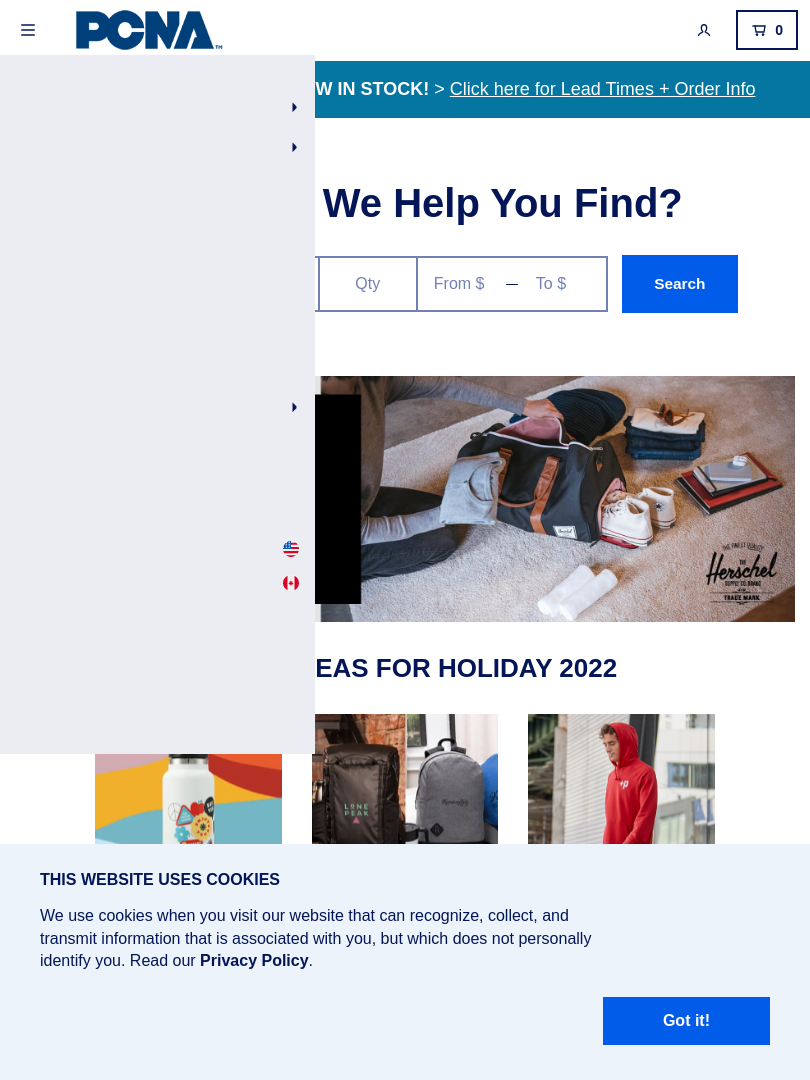 PCNA™
0
W IN STOCK! > Click here for Lead Times + Order Info
We Help You Find?
Qty
From $ — To $
Search
THE FINEST QUALITY
THE
Herschel
SUPPLY CO. BRAND
TRADE MARK
EAS FOR HOLIDAY 2022
LONE
PEAK
THIS WEBSITE USES COOKIES
We use cookies when you visit our website that can recognize, collect, and
transmit information that is associated with you, but which does not personally
identify you. Read our Privacy Policy.
Got it!